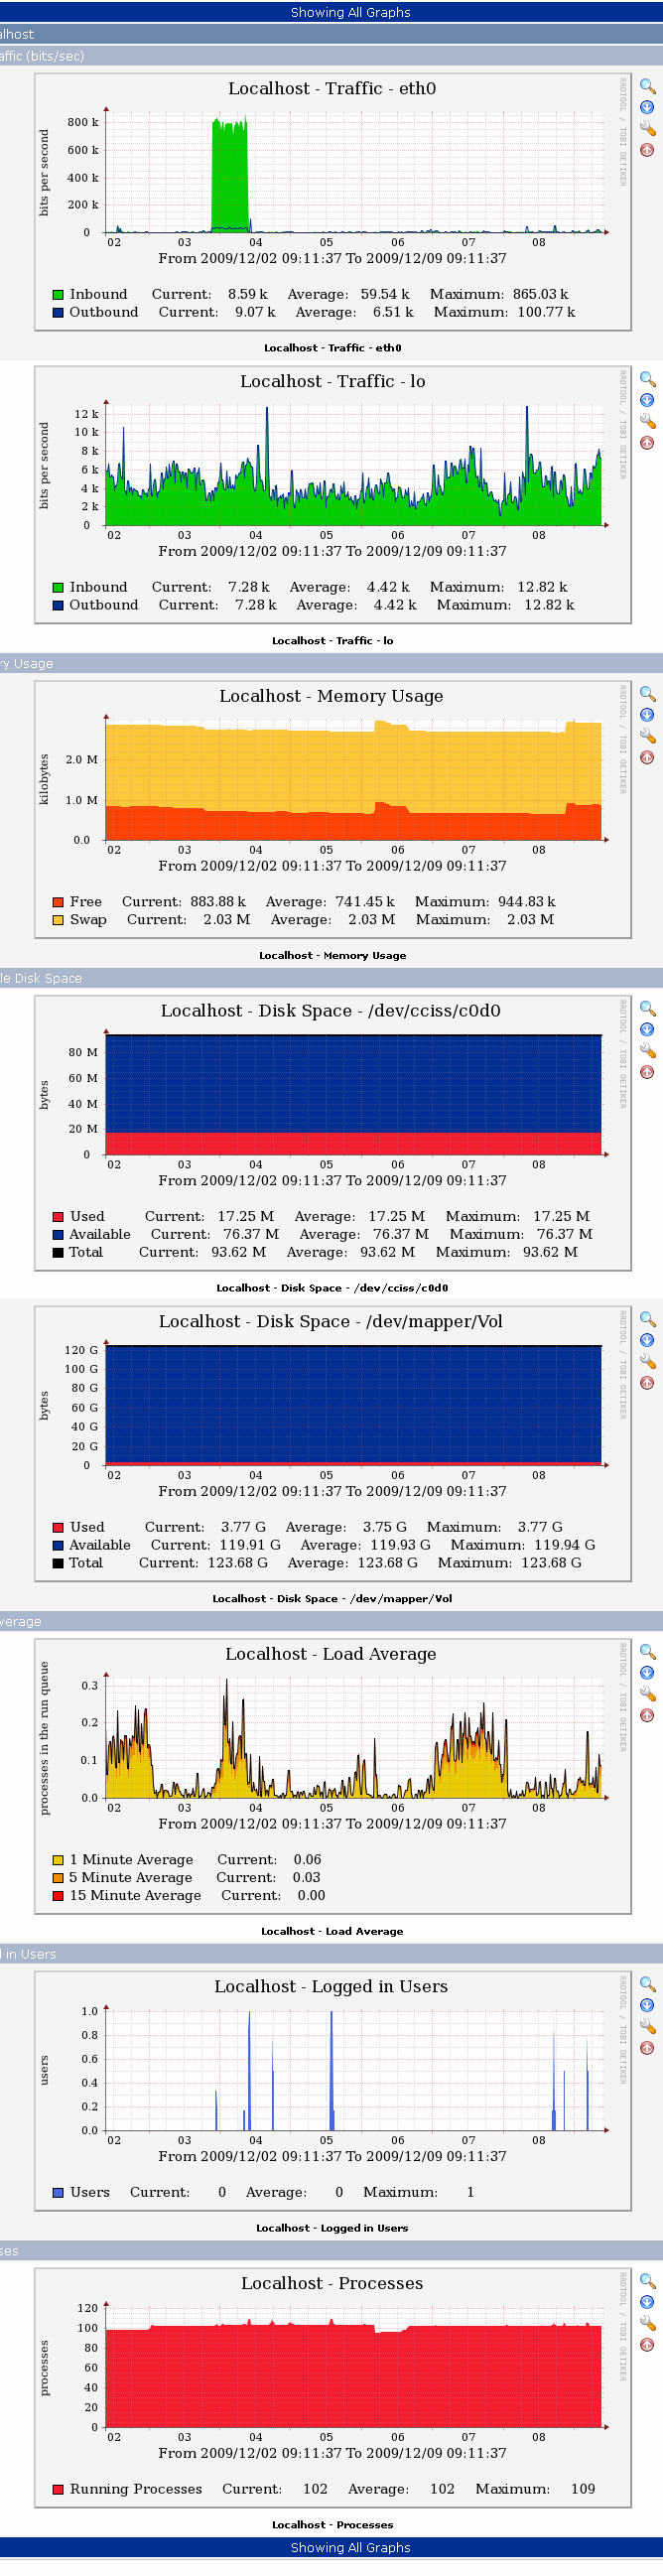 Showing All Graphs
alhost
affic (bits/sec)
Localhost - Traffic - eth0
RRDTOOL / TOBI OETIKER
bits per second
800 k
600 k
400 k
200 k
0
02 03 04 05 06 07 08
From 2009/12/02 09:11:37 To 2009/12/09 09:11:37
Inbound Current: 8.59 k Average: 59.54 k Maximum: 865.03 k
Outbound Current: 9.07 k Average: 6.51 k Maximum: 100.77 k
Localhost - Traffic - eth0
Localhost - Traffic - lo
RRDTOOL / TOBI OETIKER
bits per second
12 k
10 k
8 k
6 k
4 k
2 k
0
02 03 04 05 06 07 08
From 2009/12/02 09:11:37 To 2009/12/09 09:11:37
Inbound Current: 7.28 k Average: 4.42 k Maximum: 12.82 k
Outbound Current: 7.28 k Average: 4.42 k Maximum: 12.82 k
Localhost - Traffic - lo
ry Usage
Localhost - Memory Usage
RRDTOOL / TOBI OETIKER
kilobytes
2.0 M
1.0 M
0.0
02 03 04 05 06 07 08
From 2009/12/02 09:11:37 To 2009/12/09 09:11:37
Free Current: 883.88 k Average: 741.45 k Maximum: 944.83 k
Swap Current: 2.03 M Average: 2.03 M Maximum: 2.03 M
Localhost - Memory Usage
le Disk Space
Localhost - Disk Space - /dev/cciss/c0d0
RRDTOOL / TOBI OETIKER
bytes
80 M
60 M
40 M
20 M
0
02 03 04 05 06 07 08
From 2009/12/02 09:11:37 To 2009/12/09 09:11:37
Used Current: 17.25 M Average: 17.25 M Maximum: 17.25 M
Available Current: 76.37 M Average: 76.37 M Maximum: 76.37 M
Total Current: 93.62 M Average: 93.62 M Maximum: 93.62 M
Localhost - Disk Space - /dev/cciss/c0d0
Localhost - Disk Space - /dev/mapper/Vol
RRDTOOL / TOBI OETIKER
bytes
120 G
100 G
80 G
60 G
40 G
20 G
0
02 03 04 05 06 07 08
From 2009/12/02 09:11:37 To 2009/12/09 09:11:37
Used Current: 3.77 G Average: 3.75 G Maximum: 3.77 G
Available Current: 119.91 G Average: 119.93 G Maximum: 119.94 G
Total Current: 123.68 G Average: 123.68 G Maximum: 123.68 G
Localhost - Disk Space - /dev/mapper/Vol
verage
Localhost - Load Average
RRDTOOL / TOBI OETIKER
processes in the run queue
0.3
0.2
0.1
0.0
02 03 04 05 06 07 08
From 2009/12/02 09:11:37 To 2009/12/09 09:11:37
1 Minute Average Current: 0.06
5 Minute Average Current: 0.03
15 Minute Average Current: 0.00
Localhost - Load Average
l in Users
Localhost - Logged in Users
RRDTOOL / TOBI OETIKER
users
1.0
0.8
0.6
0.4
0.2
0.0
02 03 04 05 06 07 08
From 2009/12/02 09:11:37 To 2009/12/09 09:11:37
Users Current: 0 Average: 0 Maximum: 1
Localhost - Logged in Users
ses
Localhost - Processes
RRDTOOL / TOBI OETIKER
processes
120
100
80
60
40
20
0
02 03 04 05 06 07 08
From 2009/12/02 09:11:37 To 2009/12/09 09:11:37
Running Processes Current: 102 Average: 102 Maximum: 109
Localhost - Processes
Showing All Graphs